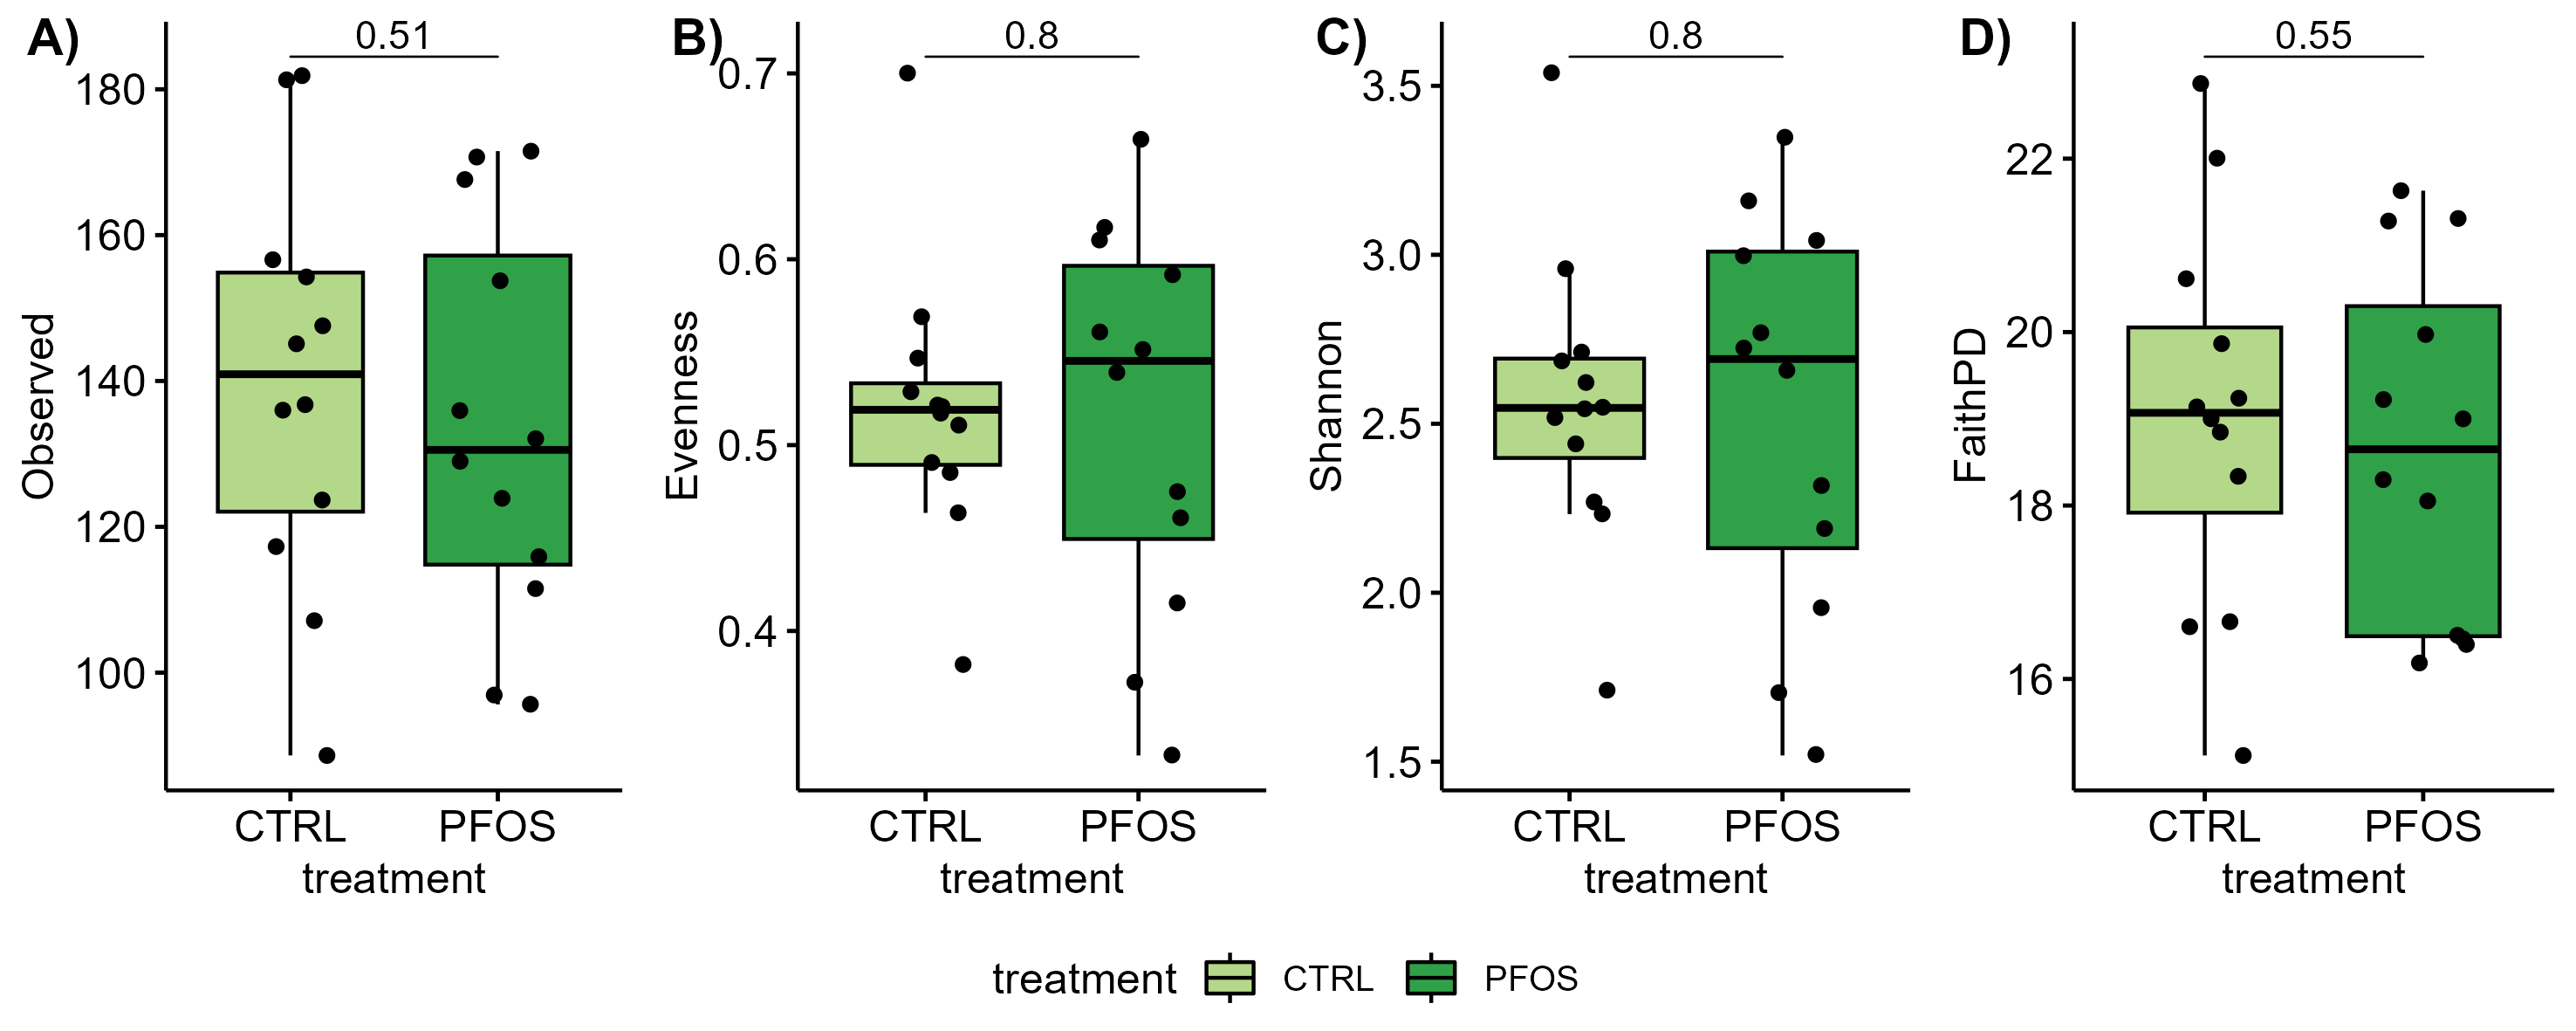 A)
0.51
Observed
180
160
140
120
100
CTRL PFOS
treatment
B)
0.8
Evenness
0.7
0.6
0.5
0.4
CTRL PFOS
treatment
C)
0.8
Shannon
3.5
3.0
2.5
2.0
1.5
CTRL PFOS
treatment
D)
0.55
FaithPD
22
20
18
16
CTRL PFOS
treatment
treatment CTRL PFOS